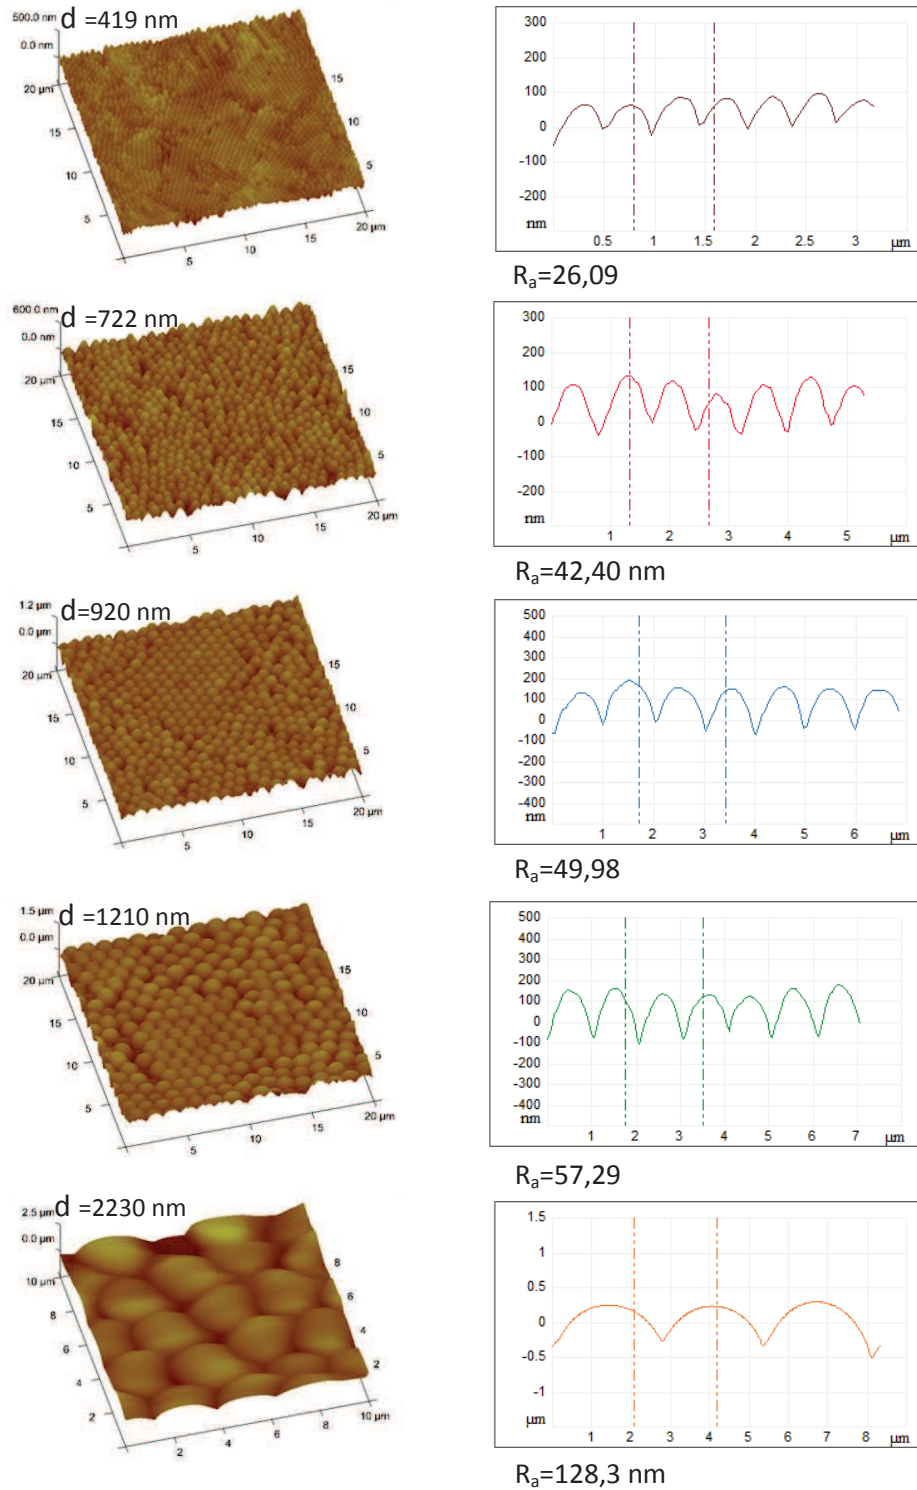 d =419 nm
500.0 nm
0.0 nm
20 µm
15
10
5
5
10
15
20 µm
5
10
15
300
200
100
0
-100
-200
nm
0.5 1 1.5 2 2.5 3 µm
Ra=26,09
d =722 nm
600.0 nm
0.0 nm
20 µm
15
10
5
5
10
15
20 µm
5
10
15
300
200
100
0
-100
-200
nm
1 2 3 4 5 µm
Ra=42,40 nm
d=920 nm
1.2 µm
0.0 µm
20 µm
15
10
5
5
10
15
20 µm
5
10
15
500
400
300
200
100
0
-100
-200
-300
-400
nm
1 2 3 4 5 6 µm
Ra=49,98
d =1210 nm
1.5 µm
0.0 µm
20 µm
15
10
5
5
10
15
20 µm
5
10
15
500
400
300
200
100
0
-100
-200
-300
-400
nm
1 2 3 4 5 6 7 µm
Ra=57,29
d =2230 nm
2.5 µm
0.0 µm
10 µm
8
6
4
2
2
4
6
8
10 µm
2
4
6
8
1.5
1
0.5
0
-0.5
-1
µm
1 2 3 4 5 6 7 8 µm
Ra=128,3 nm